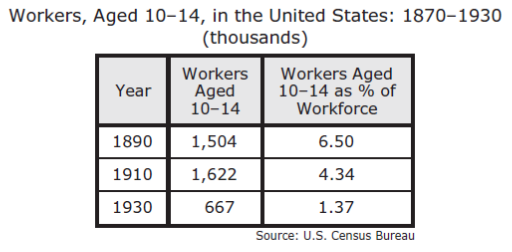 Workers, Aged 10–14, in the United States: 1870–1930
(thousands)
Year
Workers
Aged
10–14
Workers Aged
10–14 as % of
Workforce
1890 1,504 6.50
1910 1,622 4.34
1930 667 1.37
Source: U.S. Census Bureau